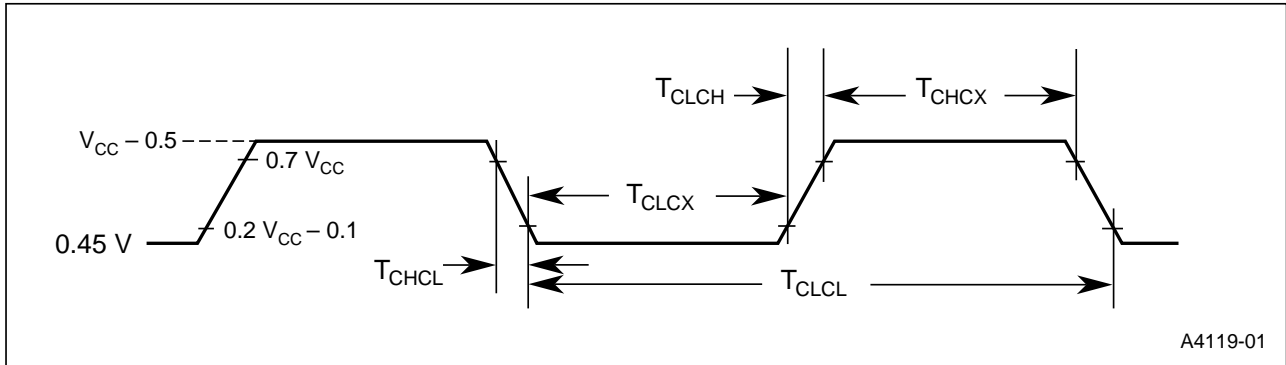 T_CLCH
T_CHCX
V_CC – 0.5
0.7 V_CC
T_CLCX
0.2 V_CC – 0.1
0.45 V
T_CHCL
T_CLCL
A4119-01